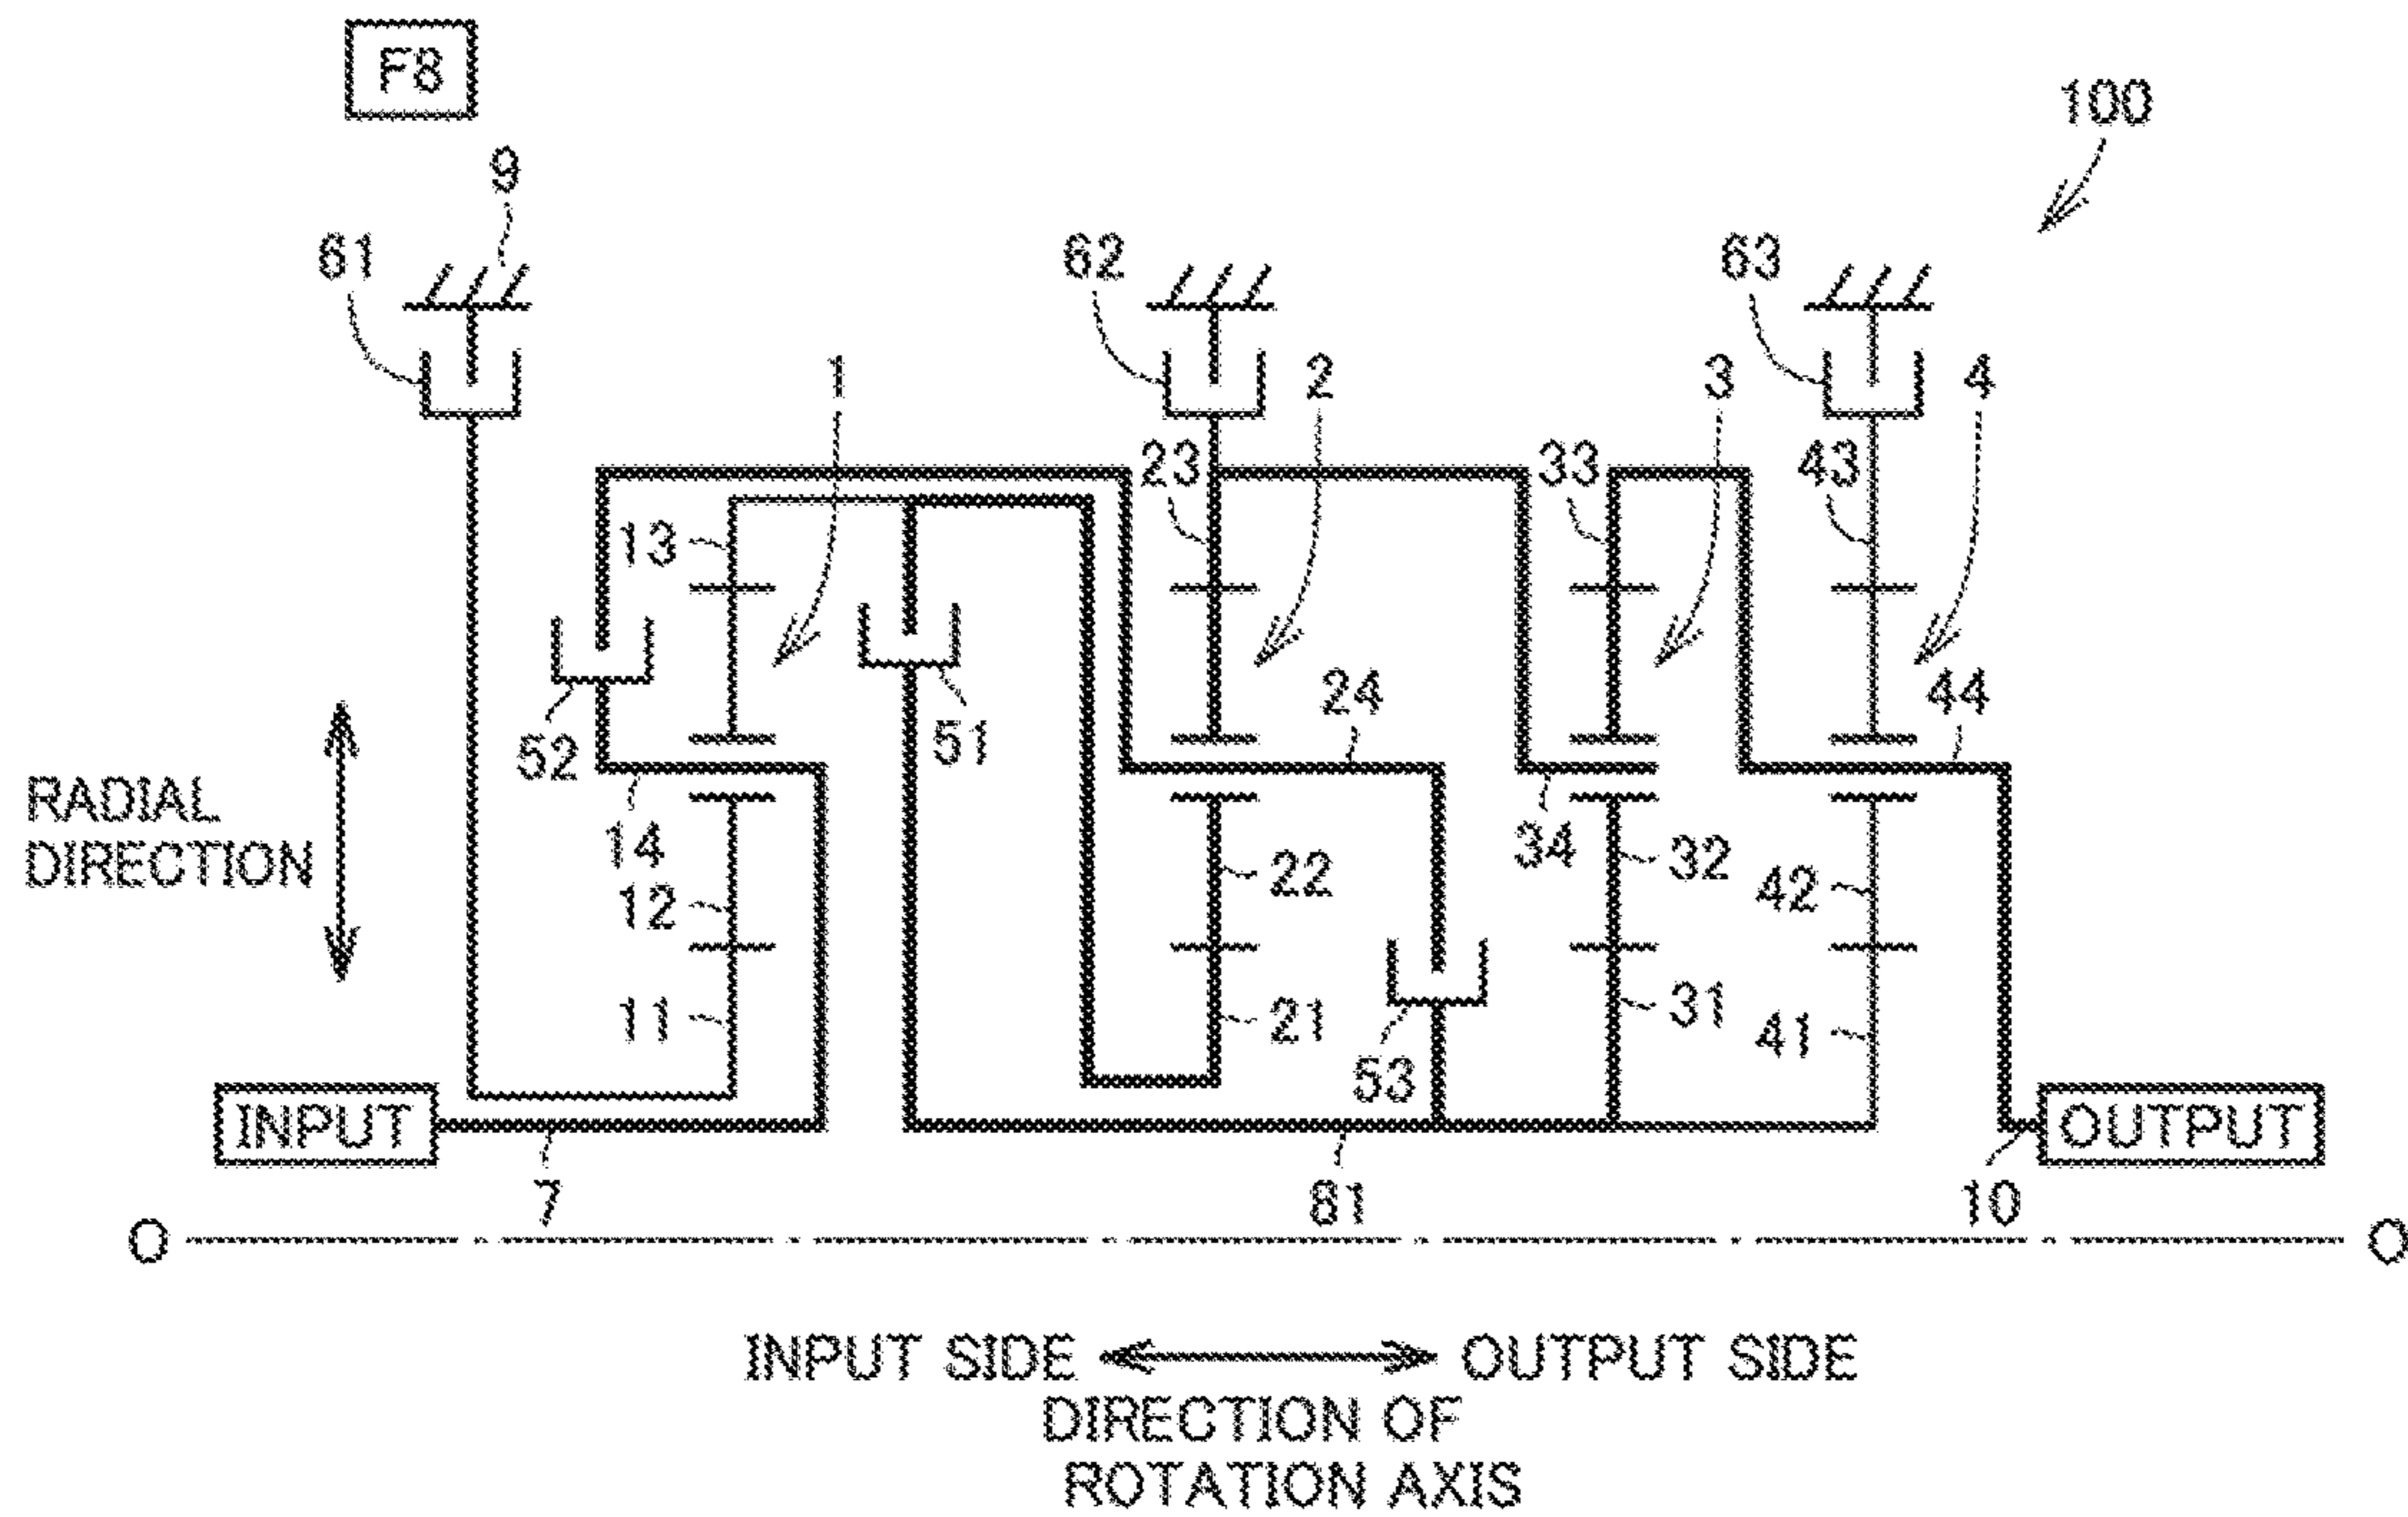 F8
100
9
61
62
63
1
2
3
4
23
33
43
13
24
44
52
51
14
34
32
12
22
42
11
21
31
41
53
INPUT
OUTPUT
7
81
10
RADIAL
DIRECTION
O
O
INPUT SIDE
OUTPUT SIDE
DIRECTION OF
ROTATION AXIS